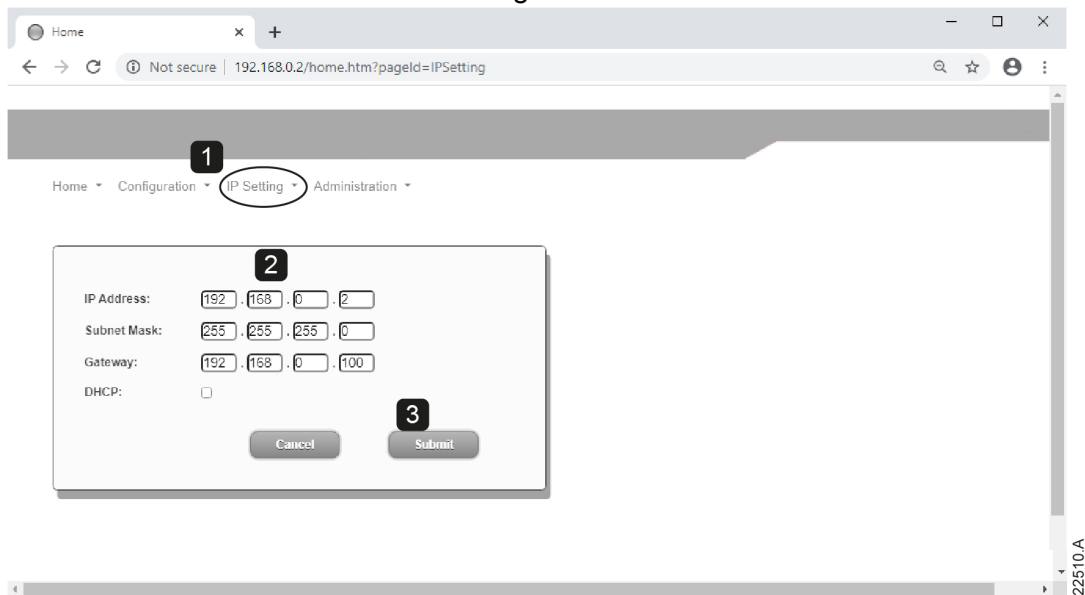 Home
Not secure | 192.168.0.2/home.htm?pageId=IPSetting
1
Home Configuration IP Setting Administration
2
IP Address: 192 . 168 . 0 . 2
Subnet Mask: 255 . 255 . 255 . 0
Gateway: 192 . 168 . 0 . 100
DHCP:
3
Cancel Submit
22510.A